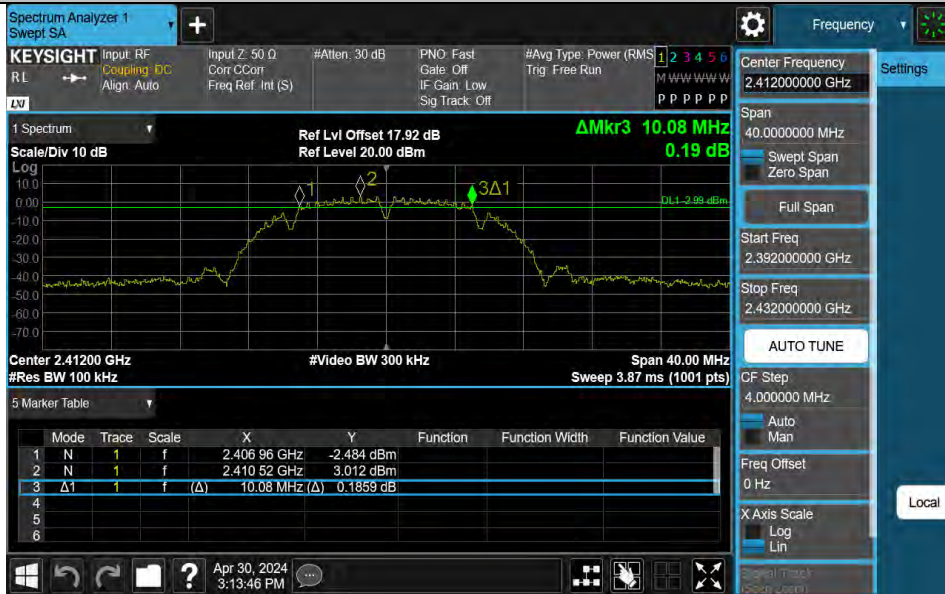 Spectrum Analyzer 1
Swept SA
Frequency
KEYSIGHT Input: RF Input Z: 50 Ω #Atten: 30 dB PNO: Fast #Avg Type: Power (RMS 1 2 3 4 5 6
RL Coupling: DC Corr CCorr Gate: Off Trig: Free Run M W W W W W
Align: Auto Freq Ref: Int (S) IF Gain: Low P P P P P P
LXI Sig Track: Off
1 Spectrum
Ref Lvl Offset 17.92 dB ΔMkr3 10.08 MHz
Scale/Div 10 dB Ref Level 20.00 dBm 0.19 dB
Log
10.0
0.00
-10.0
-20.0
-30.0
-40.0
-50.0
-60.0
-70.0
1 2 3Δ1
DL1 -2.99 dBm
Center 2.41200 GHz #Video BW 300 kHz Span 40.00 MHz
#Res BW 100 kHz Sweep 3.87 ms (1001 pts)
5 Marker Table
Mode Trace Scale X Y Function Function Width Function Value
1 N 1 f 2.406 96 GHz -2.484 dBm
2 N 1 f 2.410 52 GHz 3.012 dBm
3 Δ1 1 f (Δ) 10.08 MHz (Δ) 0.1859 dB
4
5
6
Apr 30, 2024
3:13:46 PM
Center Frequency
2.412000000 GHz
Settings
Span
40.0000000 MHz
Swept Span
Zero Span
Full Span
Start Freq
2.392000000 GHz
Stop Freq
2.432000000 GHz
AUTO TUNE
CF Step
4.000000 MHz
Auto
Man
Freq Offset
0 Hz
X Axis Scale
Log
Lin
Local
Signal Track
(Span Zoom)